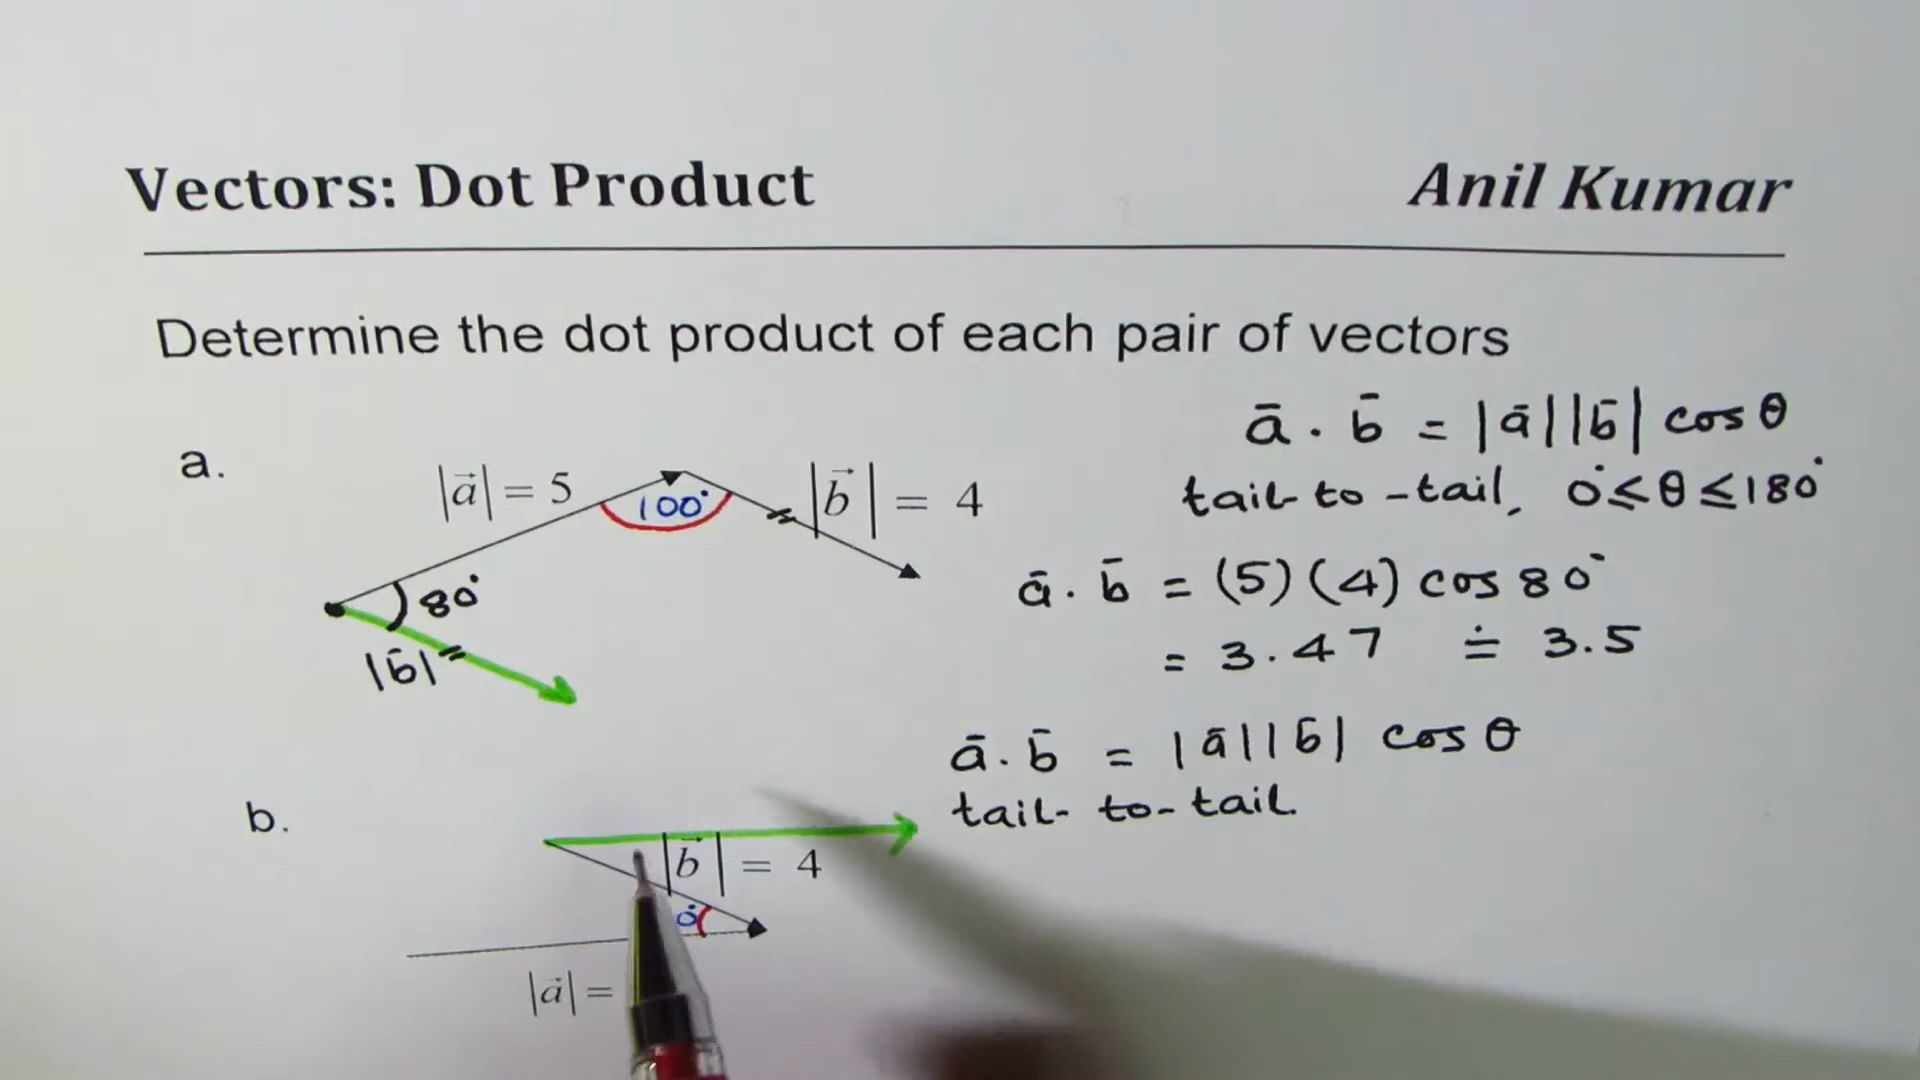 Vectors: Dot Product
Anil Kumar
Determine the dot product of each pair of vectors
a.
|a⃗| = 5
100°
|b⃗| = 4
80°
|b̄|
ā · b̄ = |ā||b̄| cos θ
tail-to-tail, 0° ≤ θ ≤ 180°
ā · b̄ = (5)(4) cos 80°
= 3.47 ≐ 3.5
ā · b̄ = |ā||b̄| cos θ
tail-to-tail.
b.
|b⃗| = 4
|a⃗| =